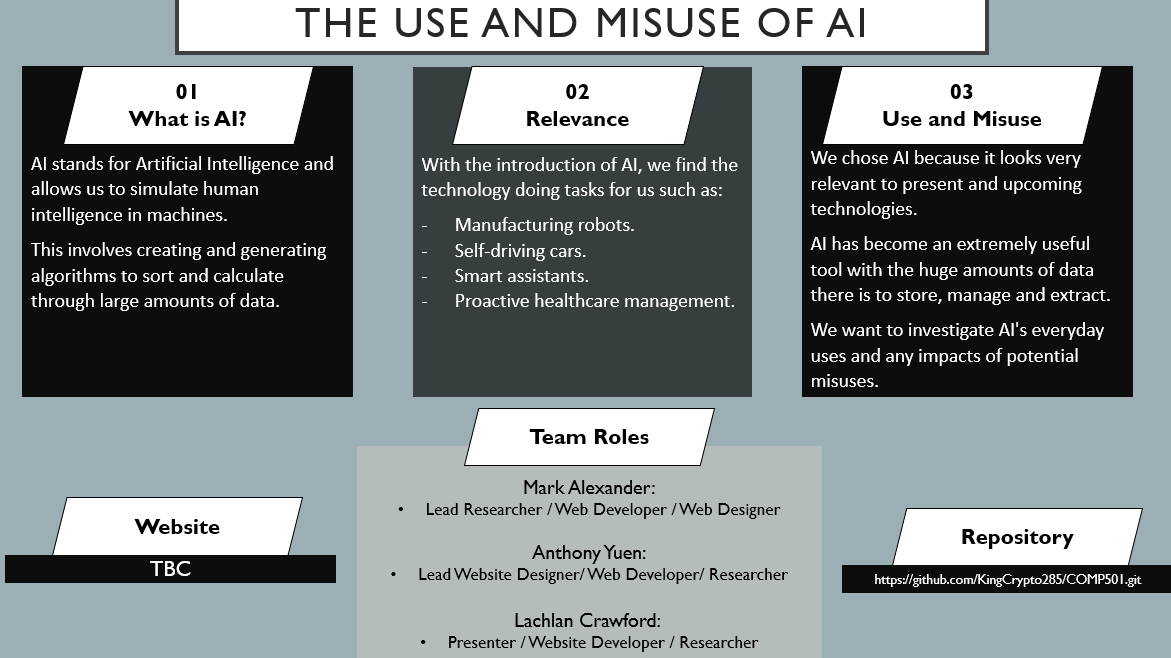 THE USE AND MISUSE OF AI
01
What is AI?
AI stands for Artificial Intelligence and
allows us to simulate human
intelligence in machines.
This involves creating and generating
algorithms to sort and calculate
through large amounts of data.
02
Relevance
With the introduction of AI, we find the
technology doing tasks for us such as:
- Manufacturing robots.
- Self-driving cars.
- Smart assistants.
- Proactive healthcare management.
03
Use and Misuse
We chose AI because it looks very
relevant to present and upcoming
technologies.
AI has become an extremely useful
tool with the huge amounts of data
there is to store, manage and extract.
We want to investigate AI's everyday
uses and any impacts of potential
misuses.
Team Roles
Mark Alexander:
• Lead Researcher / Web Developer / Web Designer
Anthony Yuen:
• Lead Website Designer/ Web Developer/ Researcher
Lachlan Crawford:
• Presenter / Website Developer / Researcher
Website
TBC
Repository
https://github.com/KingCrypto285/COMP501.git